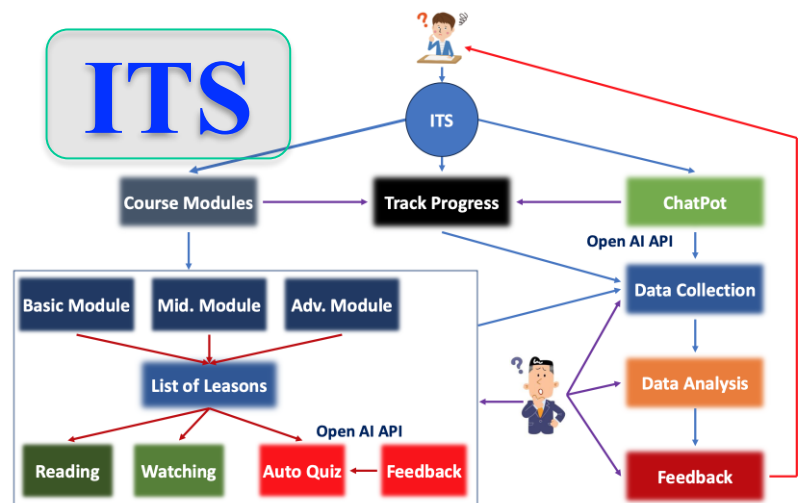 ITS
?
ITS
Course Modules
Track Progress
ChatPot
Open AI API
Basic Module
Mid. Module
Adv. Module
Data Collection
?
List of Leasons
Data Analysis
Open AI API
Reading
Watching
Auto Quiz
Feedback
Feedback